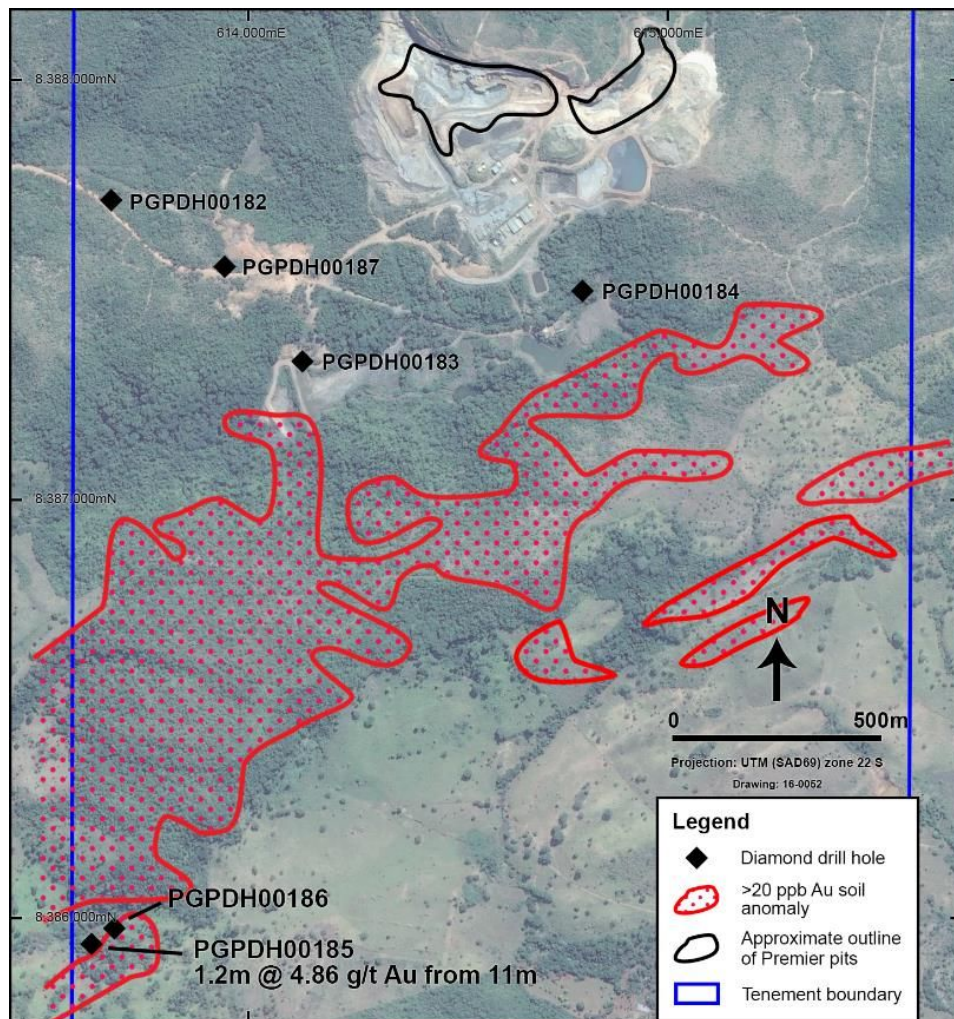 614,000mE
615,000mE
8.388,000mN
PGPDH00182
PGPDH00187
PGPDH00184
PGPDH00183
8.387,000mN
N
0 500m
Projection: UTM (SAD69) zone 22 S
Drawing: 16-0052
Legend
Diamond drill hole
>20 ppb Au soil
anomaly
Approximate outline
of Premier pits
Tenement boundary
8.386,000mN
PGPDH00186
PGPDH00185
1.2m @ 4.86 g/t Au from 11m